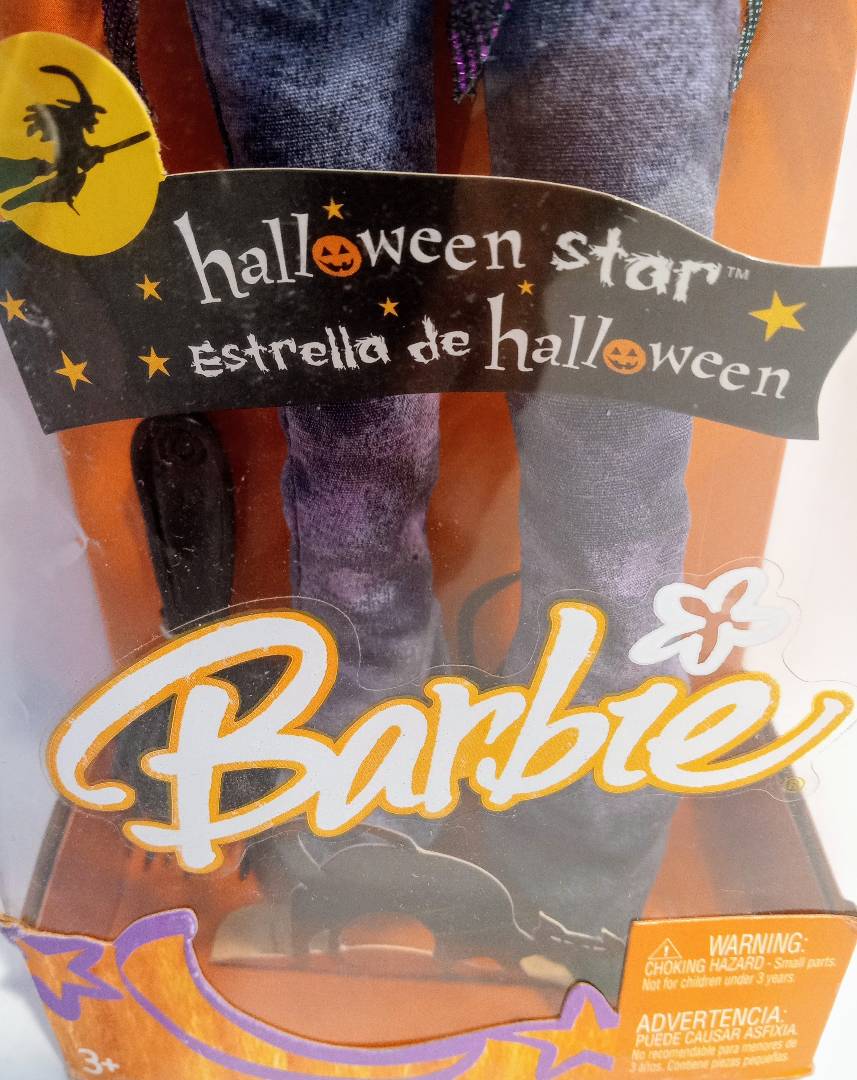 halloween star™
Estrella de halloween
Barbie®
WARNING:
CHOKING HAZARD - Small parts.
Not for children under 3 years.
ADVERTENCIA:
PUEDE CAUSAR ASFIXIA.
No recomendable para menores de
3 años. Contiene piezas pequeñas.
3+